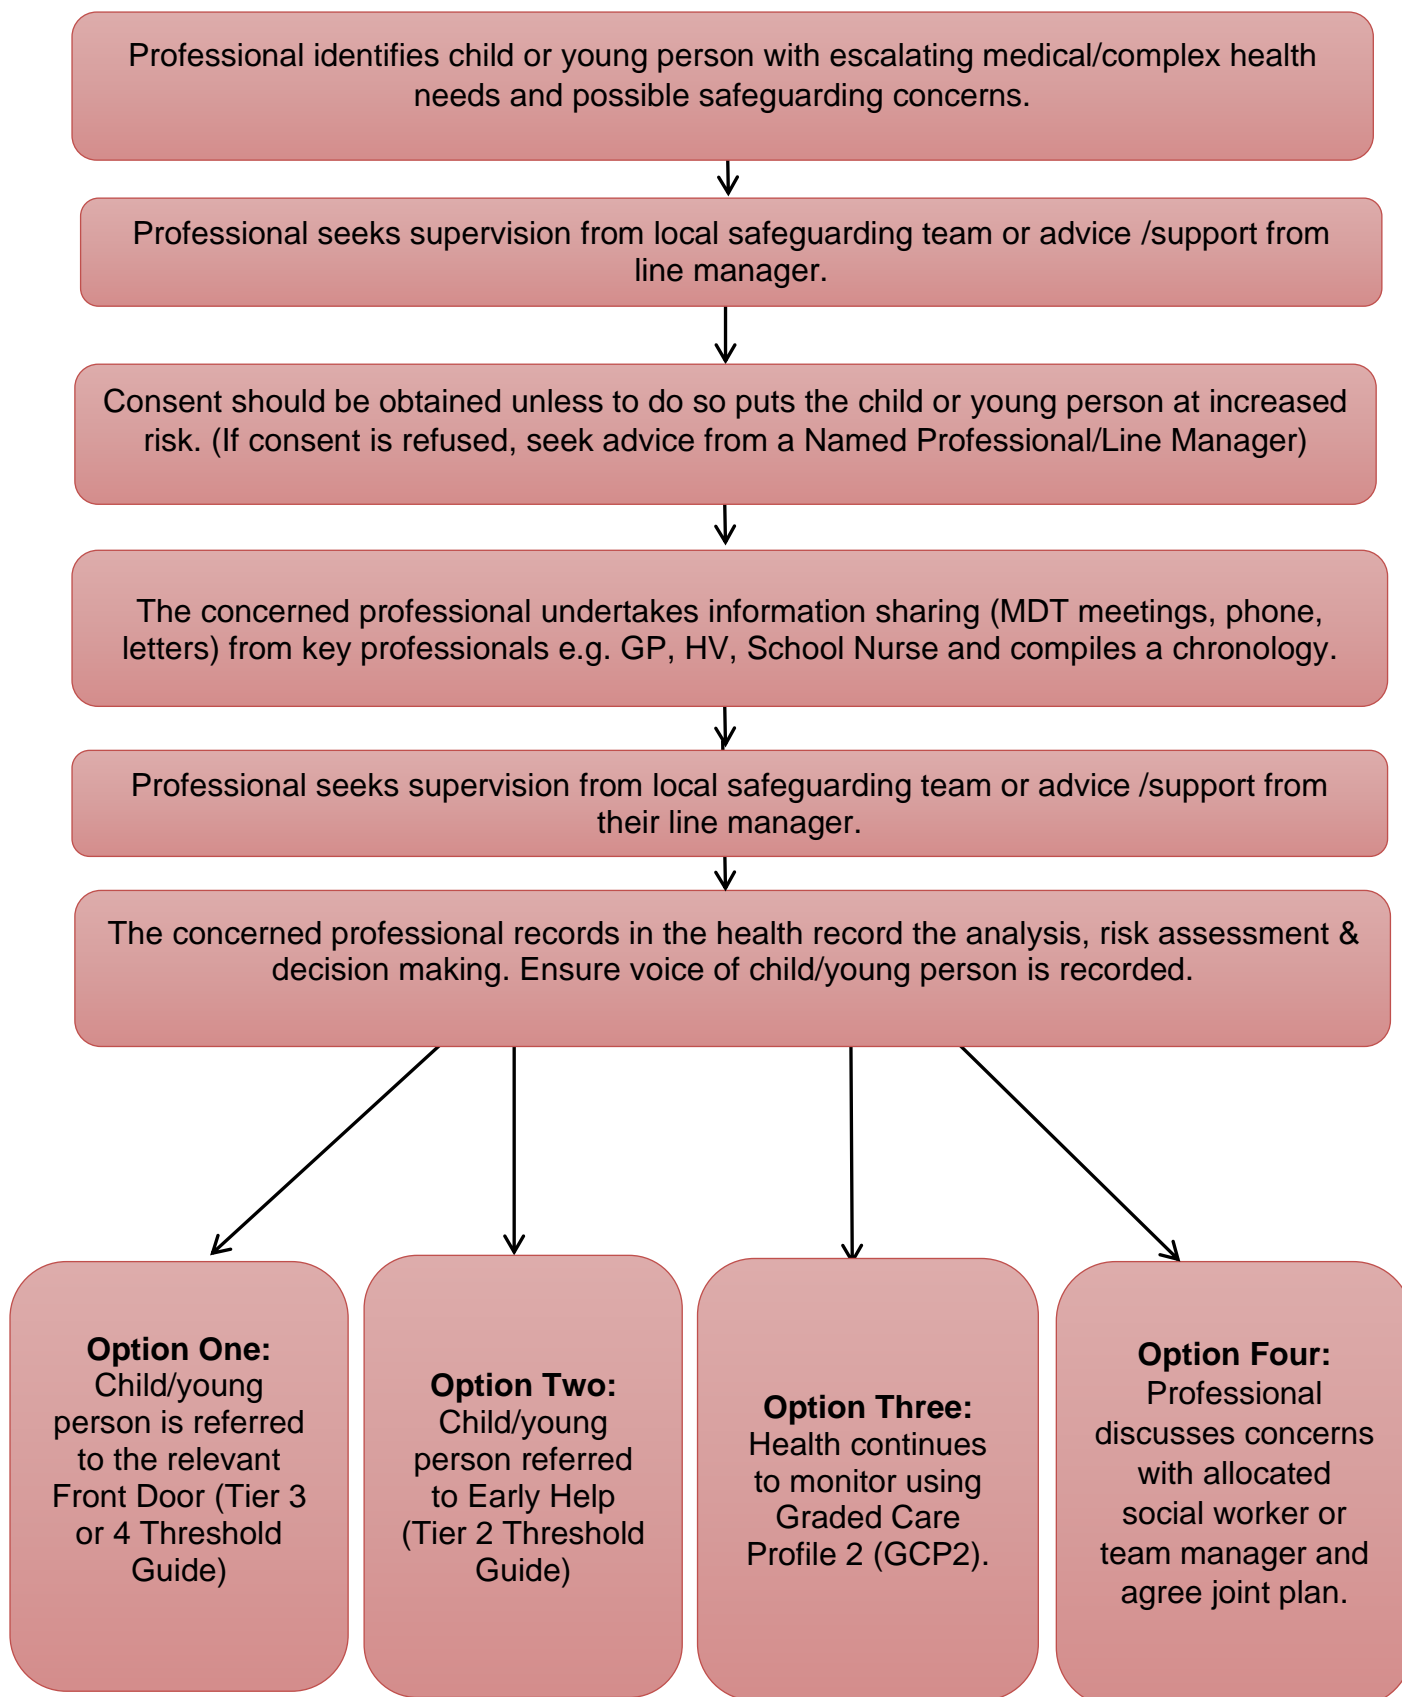 Professional identifies child or young person with escalating medical/complex health
needs and possible safeguarding concerns.
Professional seeks supervision from local safeguarding team or advice /support from
line manager.
Consent should be obtained unless to do so puts the child or young person at increased
risk. (If consent is refused, seek advice from a Named Professional/Line Manager)
The concerned professional undertakes information sharing (MDT meetings, phone,
letters) from key professionals e.g. GP, HV, School Nurse and compiles a chronology.
Professional seeks supervision from local safeguarding team or advice /support from
their line manager.
The concerned professional records in the health record the analysis, risk assessment &
decision making. Ensure voice of child/young person is recorded.
Option One:
Child/young
person is referred
to the relevant
Front Door (Tier 3
or 4 Threshold
Guide)
Option Two:
Child/young
person referred
to Early Help
(Tier 2 Threshold
Guide)
Option Three:
Health continues
to monitor using
Graded Care
Profile 2 (GCP2).
Option Four:
Professional
discusses concerns
with allocated
social worker or
team manager and
agree joint plan.